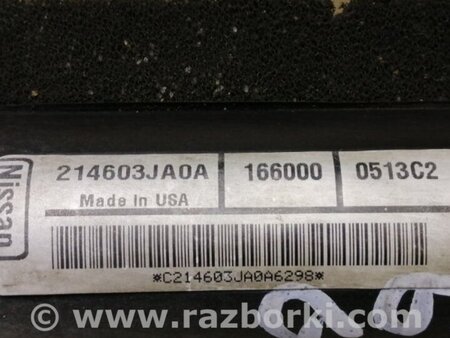 Nissan
214603JA0A 166000 0513C2
Made In USA
*C214603JA0A6298*
www.razborki.com